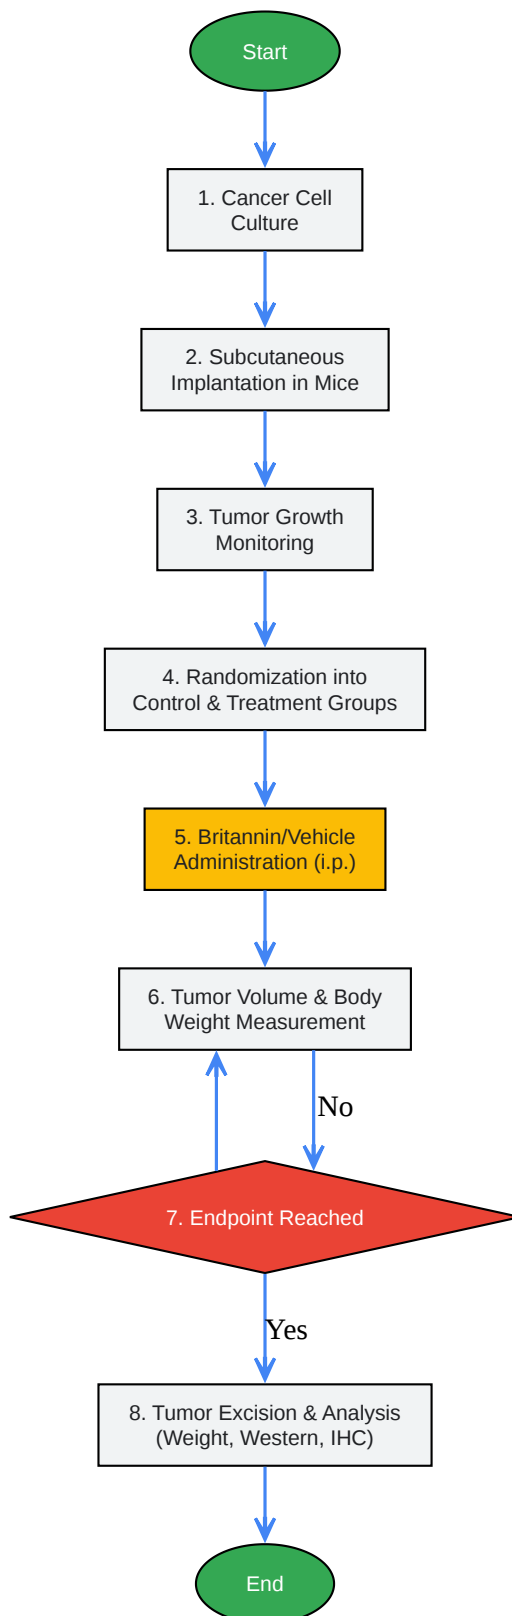 Start
1. Cancer Cell
Culture
2. Subcutaneous
Implantation in Mice
3. Tumor Growth
Monitoring
4. Randomization into
Control & Treatment Groups
5. Britannin/Vehicle
Administration (i.p.)
6. Tumor Volume & Body
Weight Measurement
No
7. Endpoint Reached
Yes
8. Tumor Excision & Analysis
(Weight, Western, IHC)
End